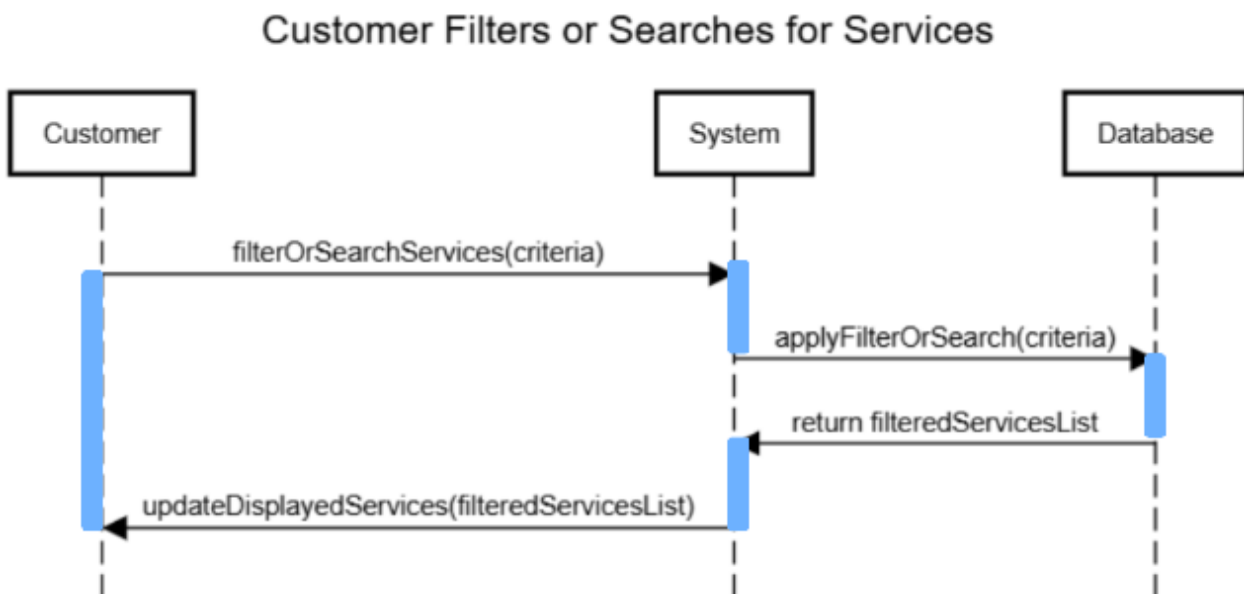 Customer Filters or Searches for Services
Customer
System
Database
filterOrSearchServices(criteria)
applyFilterOrSearch(criteria)
return filteredServicesList
updateDisplayedServices(filteredServicesList)